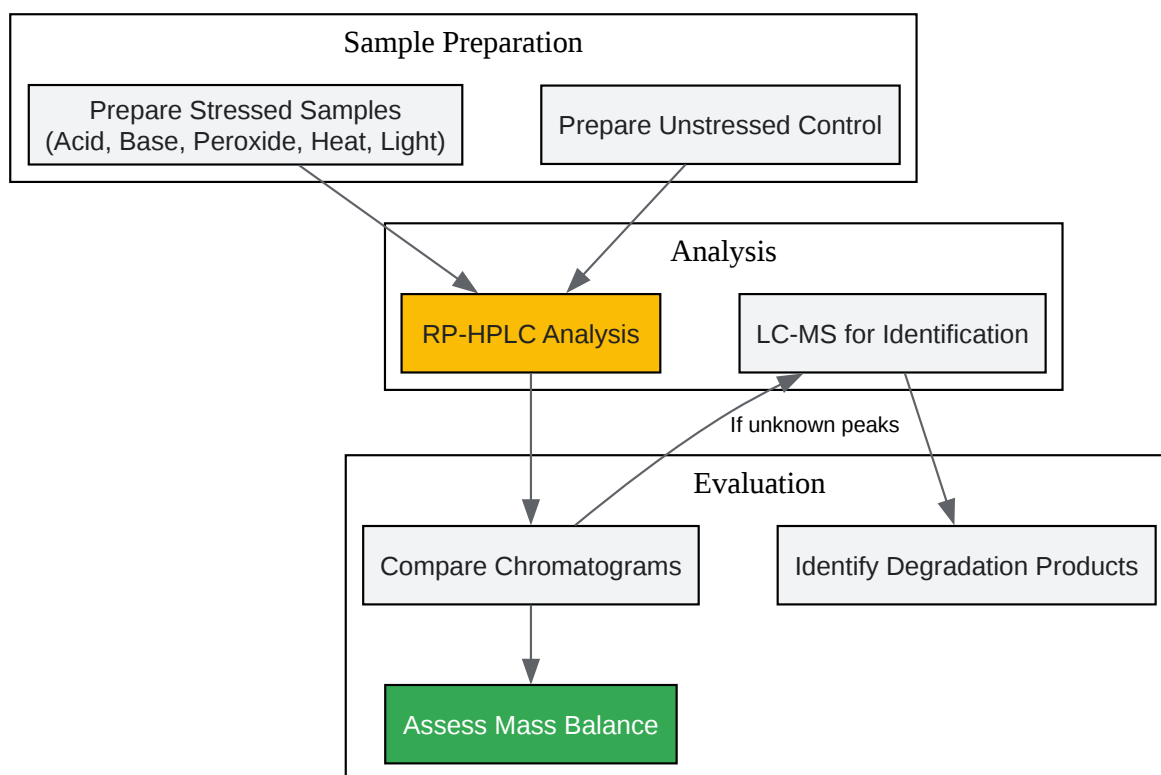 Sample Preparation
Prepare Stressed Samples
(Acid, Base, Peroxide, Heat, Light)
Prepare Unstressed Control
Analysis
RP-HPLC Analysis
LC-MS for Identification
If unknown peaks
Evaluation
Compare Chromatograms
Identify Degradation Products
Assess Mass Balance